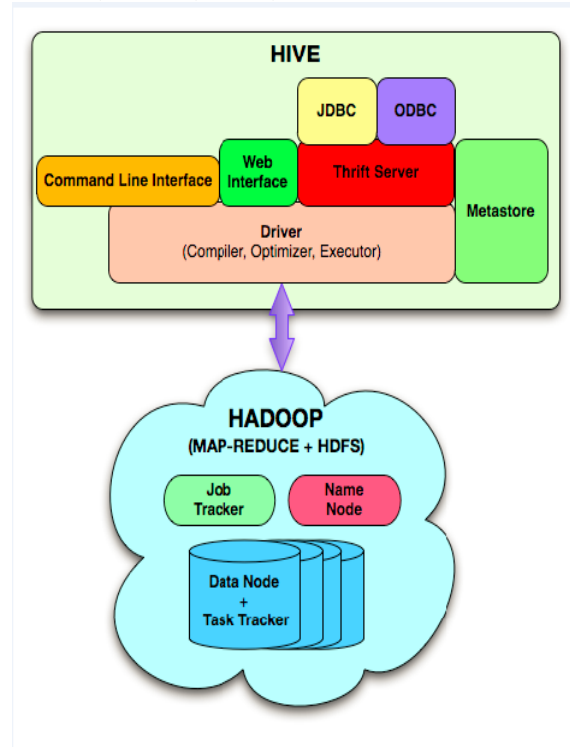 HIVE
JDBC
ODBC
Command Line Interface
Web
Interface
Thrift Server
Metastore
Driver
(Compiler, Optimizer, Executor)
HADOOP
(MAP-REDUCE + HDFS)
Job
Tracker
Name
Node
Data Node
+
Task Tracker